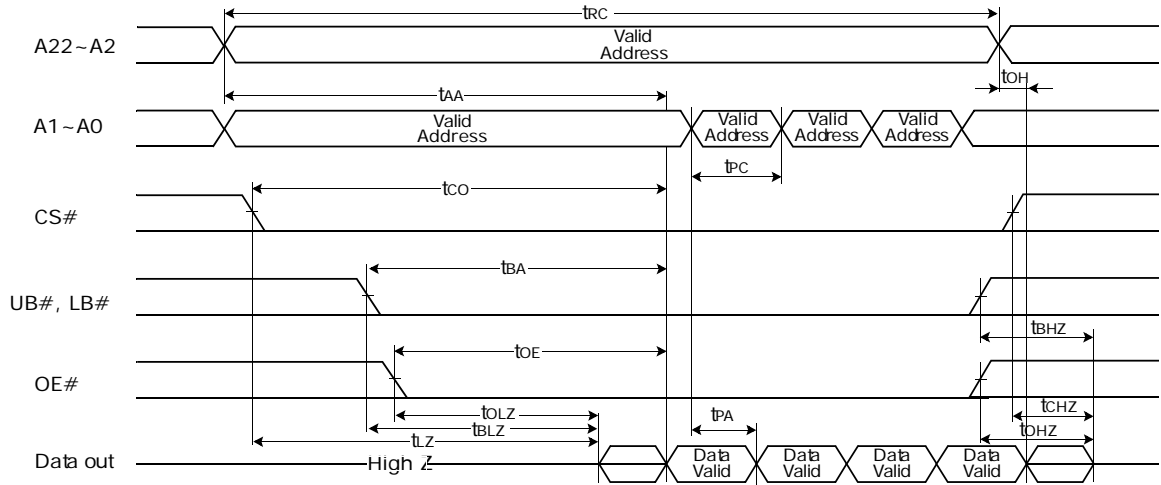 tRC
A22~A2
Valid
Address
tOH
tAA
A1~A0
Valid
Address
Valid
Address
Valid
Address
Valid
Address
tPC
tCO
CS#
tBA
UB#, LB#
tBHZ
tOE
OE#
tOLZ
tPA
tCHZ
tBLZ
tLZ
tOHZ
Data out
High Z
Data
Valid
Data
Valid
Data
Valid
Data
Valid